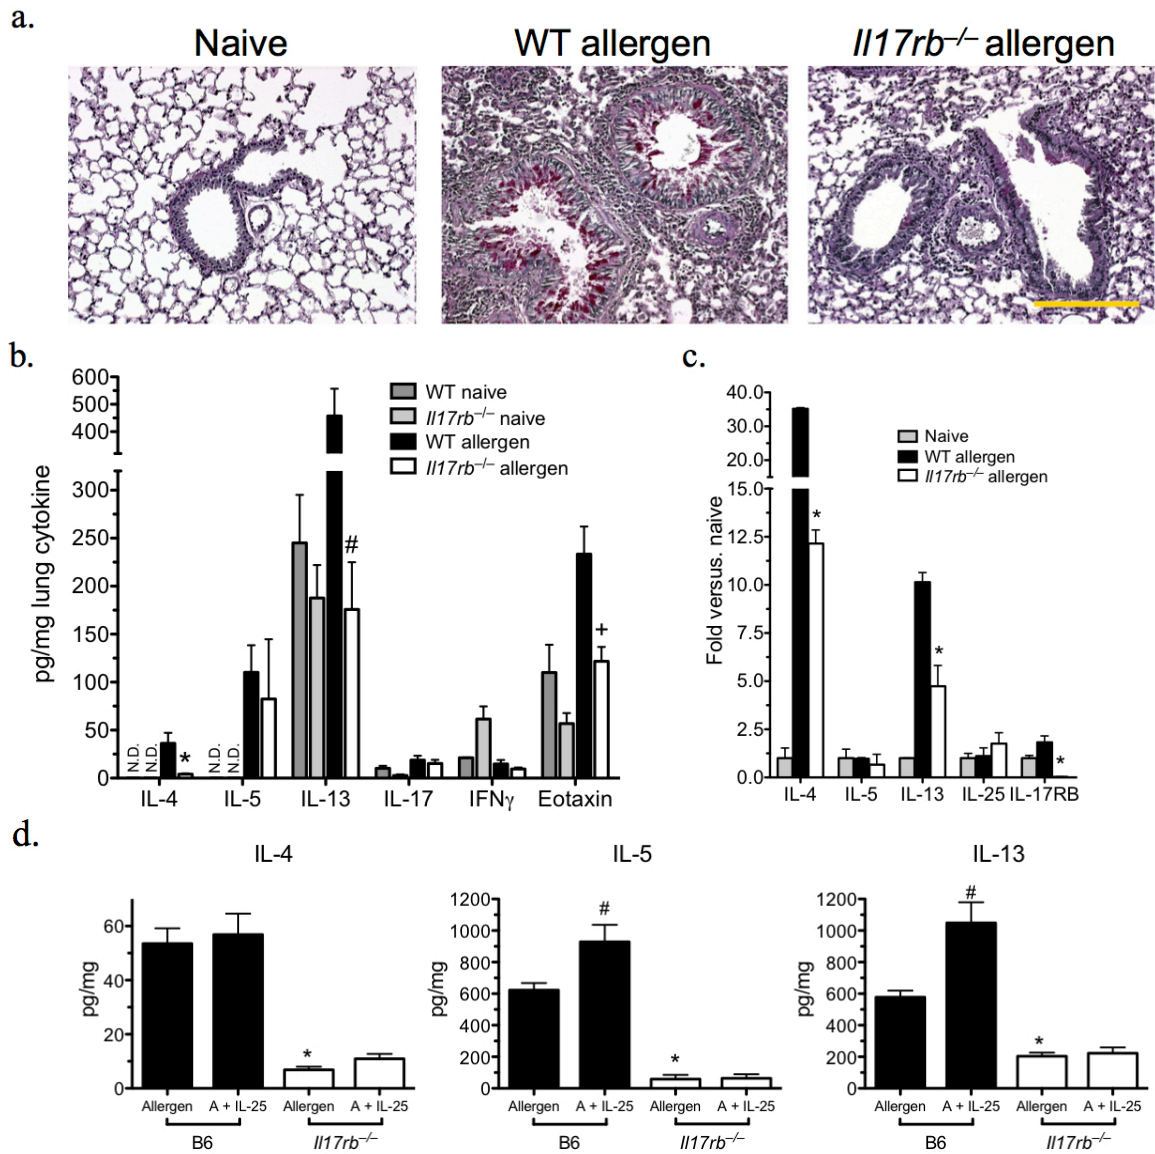 a.
Naive
WT allergen
Il17rb–/– allergen
b.
600
500
400
300
250
200
150
100
50
0
pg/mg lung cytokine
WT naive
Il17rb–/– naive
WT allergen
Il17rb–/– allergen
N.D.
N.D.
*
N.D.
N.D.
#
+
IL-4
IL-5
IL-13
IL-17
IFNγ
Eotaxin
c.
40.0
30.0
20.0
15.0
12.5
10.0
7.5
5.0
2.5
0.0
Fold versus. naive
Naive
WT allergen
Il17rb–/– allergen
*
*
*
IL-4
IL-5
IL-13
IL-25
IL-17RB
d.
IL-4
60
40
20
0
pg/mg
*
Allergen
A + IL-25
Allergen
A + IL-25
B6
Il17rb–/–
IL-5
1200
1000
800
600
400
200
0
pg/mg
#
*
Allergen
A + IL-25
Allergen
A + IL-25
B6
Il17rb–/–
IL-13
1200
1000
800
600
400
200
0
pg/mg
#
*
Allergen
A + IL-25
Allergen
A + IL-25
B6
Il17rb–/–